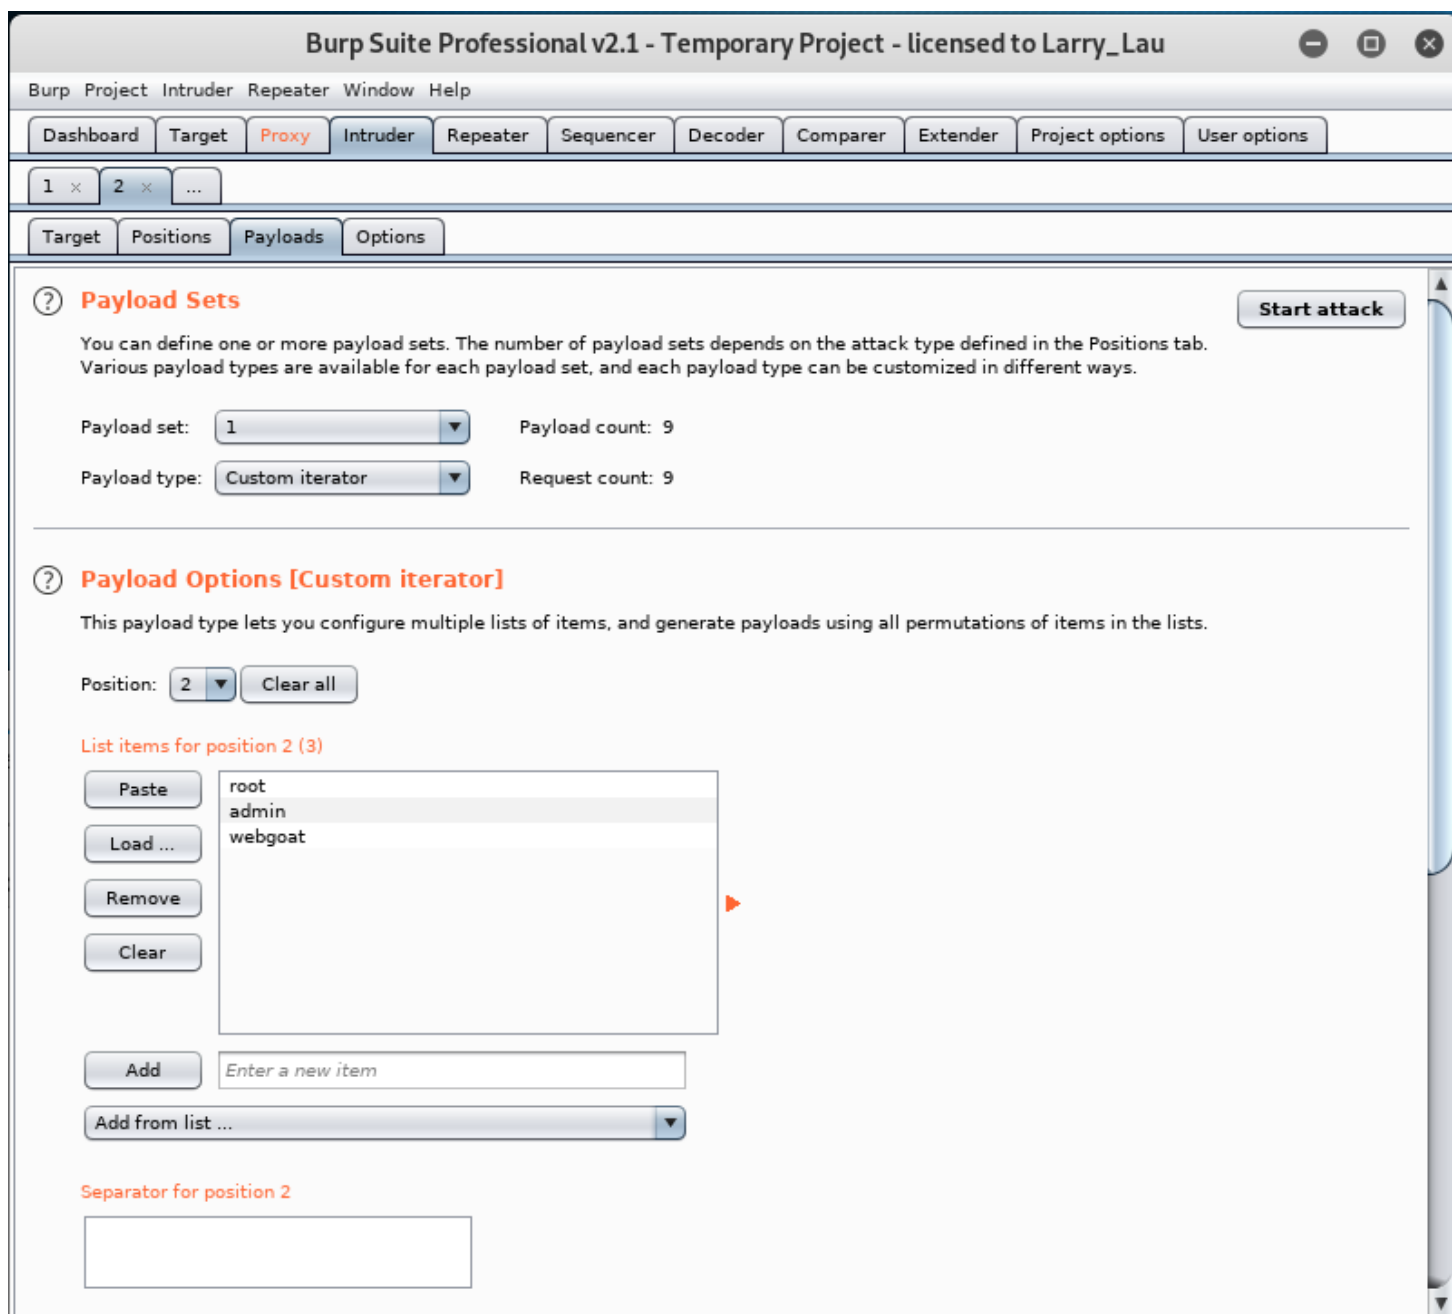 Burp Suite Professional v2.1 - Temporary Project - licensed to Larry_Lau
Burp Project Intruder Repeater Window Help
Dashboard Target Proxy Intruder Repeater Sequencer Decoder Comparer Extender Project options User options
1 × 2 × ...
Target Positions Payloads Options
? Payload Sets
Start attack
You can define one or more payload sets. The number of payload sets depends on the attack type defined in the Positions tab.
Various payload types are available for each payload set, and each payload type can be customized in different ways.
Payload set: 1 Payload count: 9
Payload type: Custom iterator Request count: 9
? Payload Options [Custom iterator]
This payload type lets you configure multiple lists of items, and generate payloads using all permutations of items in the lists.
Position: 2 Clear all
List items for position 2 (3)
Paste
Load ...
Remove
Clear
root
admin
webgoat
Add Enter a new item
Add from list ...
Separator for position 2